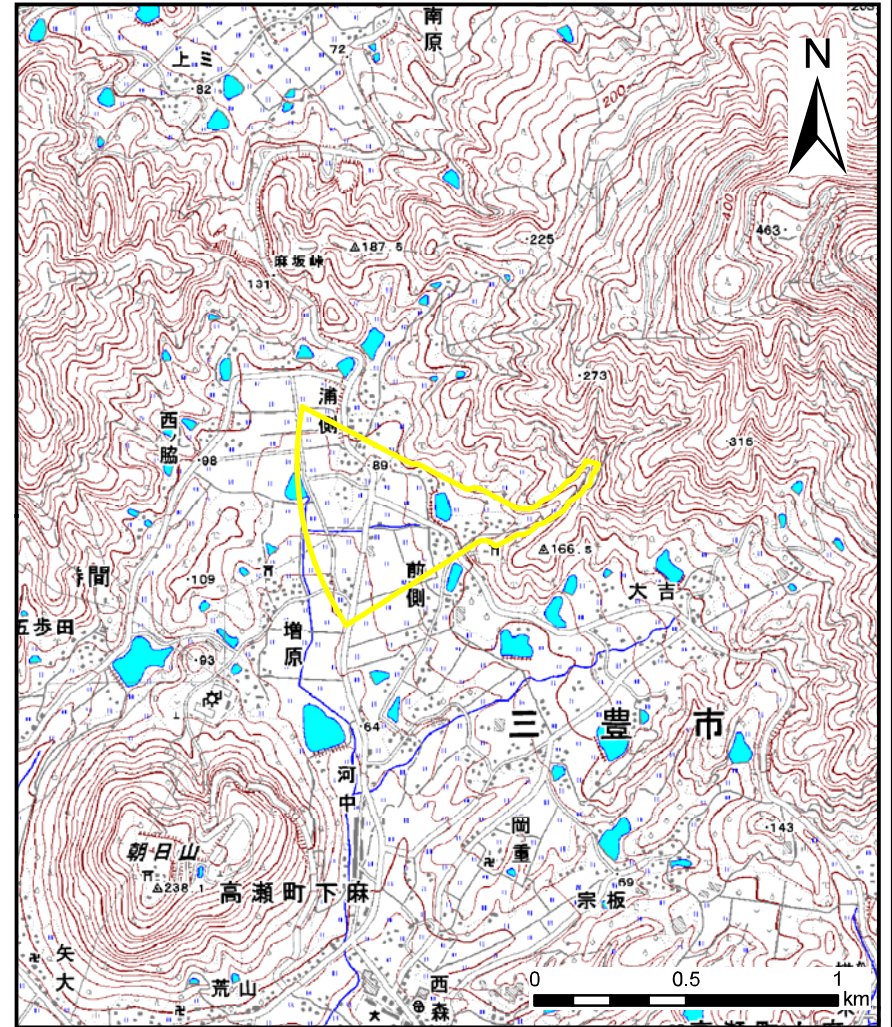 南原
上ミ
72
82
200
N
400
463
225
187.5
麻坂峠
131
273
浦側
西ノ脇
316
98
89
166.5
前側
大吉
109
間
五歩田
増原
93
三豊市
64
河中
岡重
143
朝日山
238.1
高瀬町下麻
69
宗板
矢大
荒山
西森
0 0.5 1
km